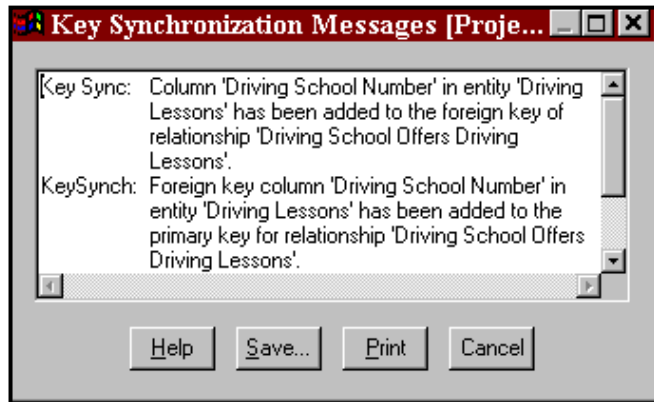 Key Synchronization Messages [Proje...
Key Sync: Column 'Driving School Number' in entity 'Driving
Lessons' has been added to the foreign key of
relationship 'Driving School Offers Driving
Lessons'.
KeySynch: Foreign key column 'Driving School Number' in
entity 'Driving Lessons' has been added to the
primary key for relationship 'Driving School Offers
Driving Lessons'.
Help Save... Print Cancel